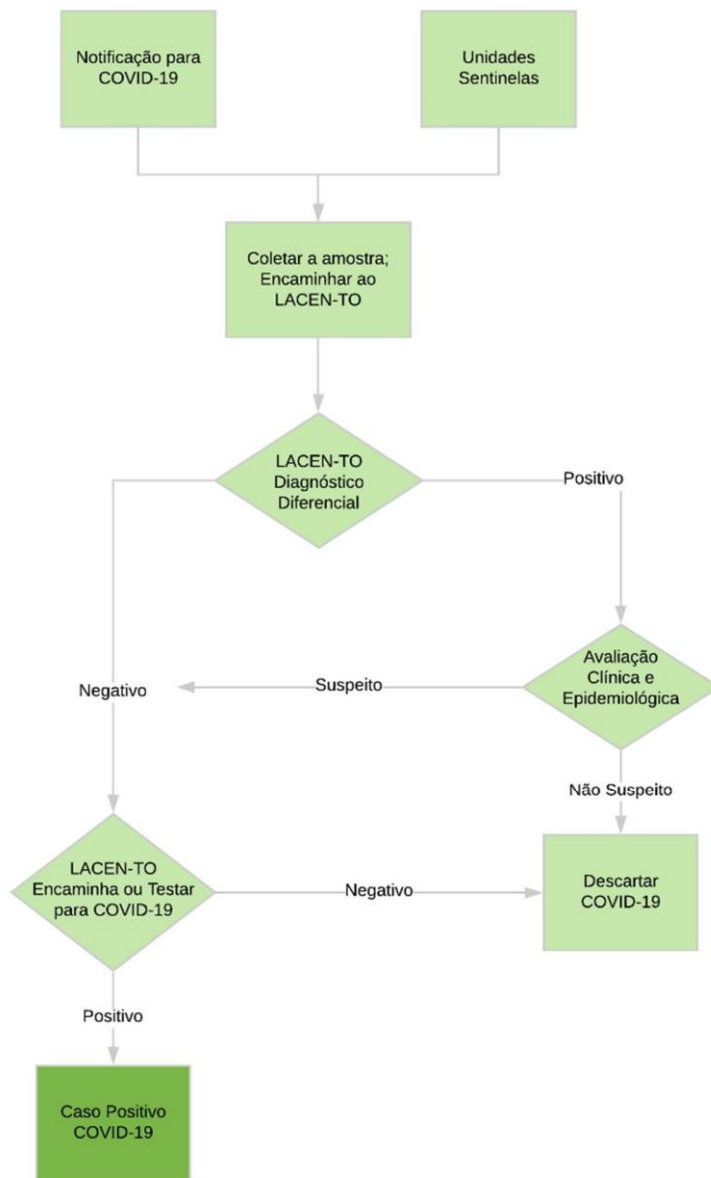 Notificação para
COVID-19
Unidades
Sentinelas
Coletar a amostra;
Encaminhar ao
LACEN-TO
LACEN-TO
Diagnóstico
Diferencial
Positivo
Avaliação
Clínica e
Epidemiológica
Suspeito
Negativo
Não Suspeito
LACEN-TO
Encaminha ou Testar
para COVID-19
Negativo
Descartar
COVID-19
Positivo
Caso Positivo
COVID-19